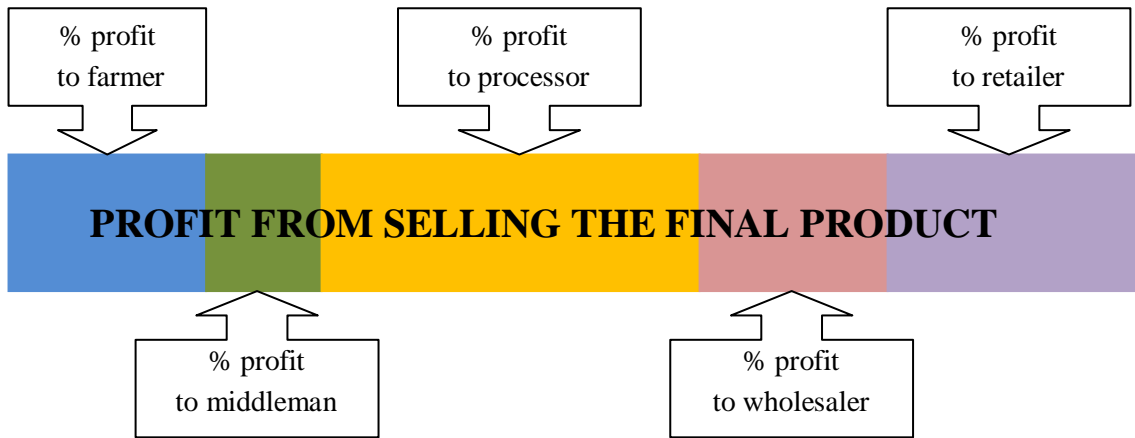 % profit
to farmer
% profit
to processor
% profit
to retailer
PROFIT FROM SELLING THE FINAL PRODUCT
% profit
to middleman
% profit
to wholesaler